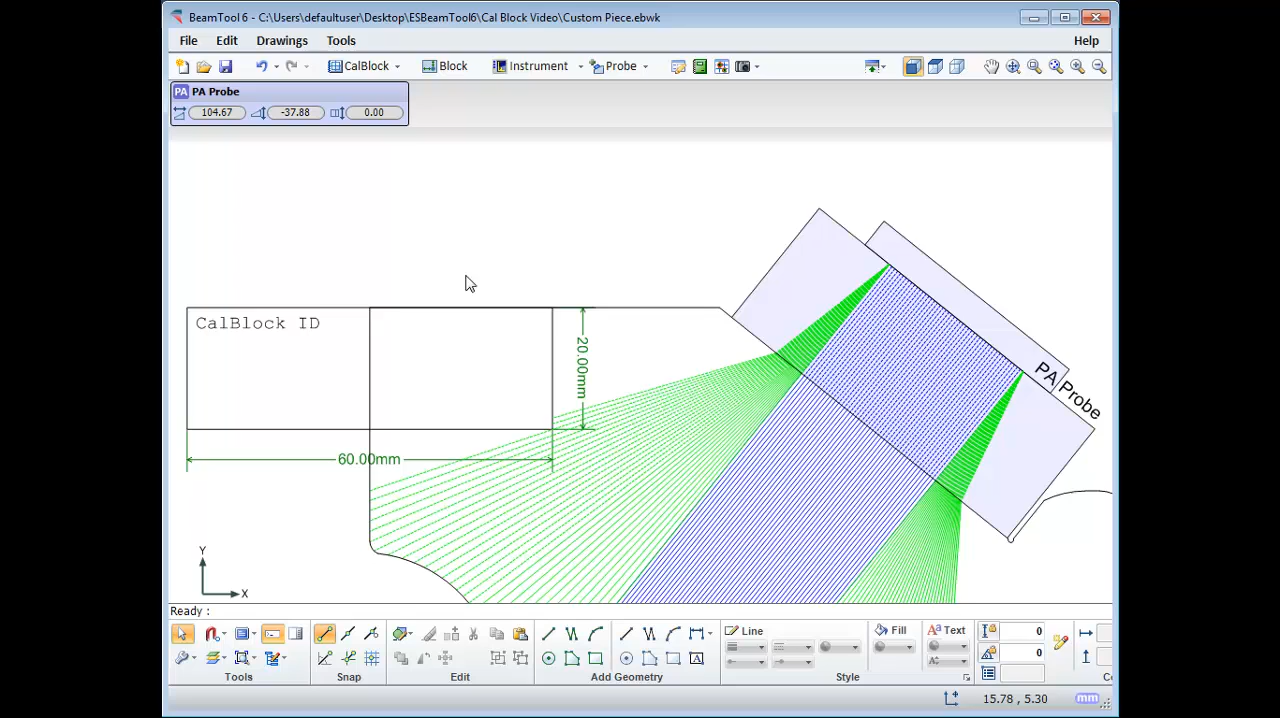 BeamTool 6 - C:\Users\defaultuser\Desktop\ESBeamTool6\Cal Block Video\Custom Piece.ebwk
File Edit Drawings Tools Help
CalBlock Block Instrument Probe
PA PA Probe
104.67 -37.88 0.00
CalBlock ID
20.00mm
60.00mm
PA Probe
Y
X
Ready :
Line Fill Text 0
0
Tools Snap Edit Add Geometry Style
15.78 , 5.30 mm